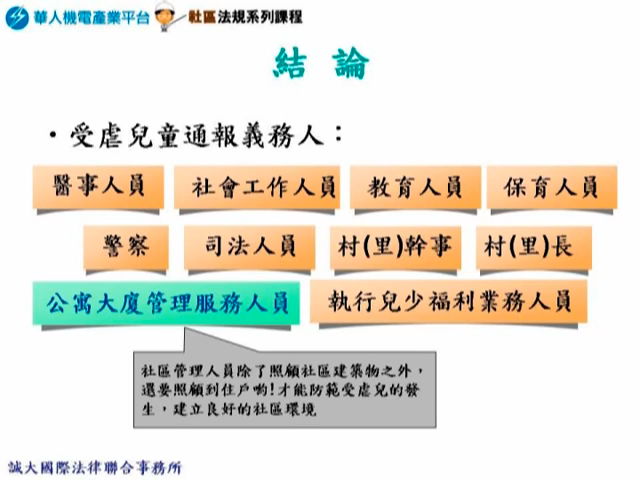 華人機電產業平台 社區法規系列課程
結 論
・受虐兒童通報義務人：
醫事人員 社會工作人員 教育人員 保育人員
警察 司法人員 村(里)幹事 村(里)長
公寓大廈管理服務人員 執行兒少福利業務人員
社區管理人員除了照顧社區建築物之外，
還要照顧到住戶喲!才能防範受虐兒的發
生，建立良好的社區環境
誠大國際法律聯合事務所